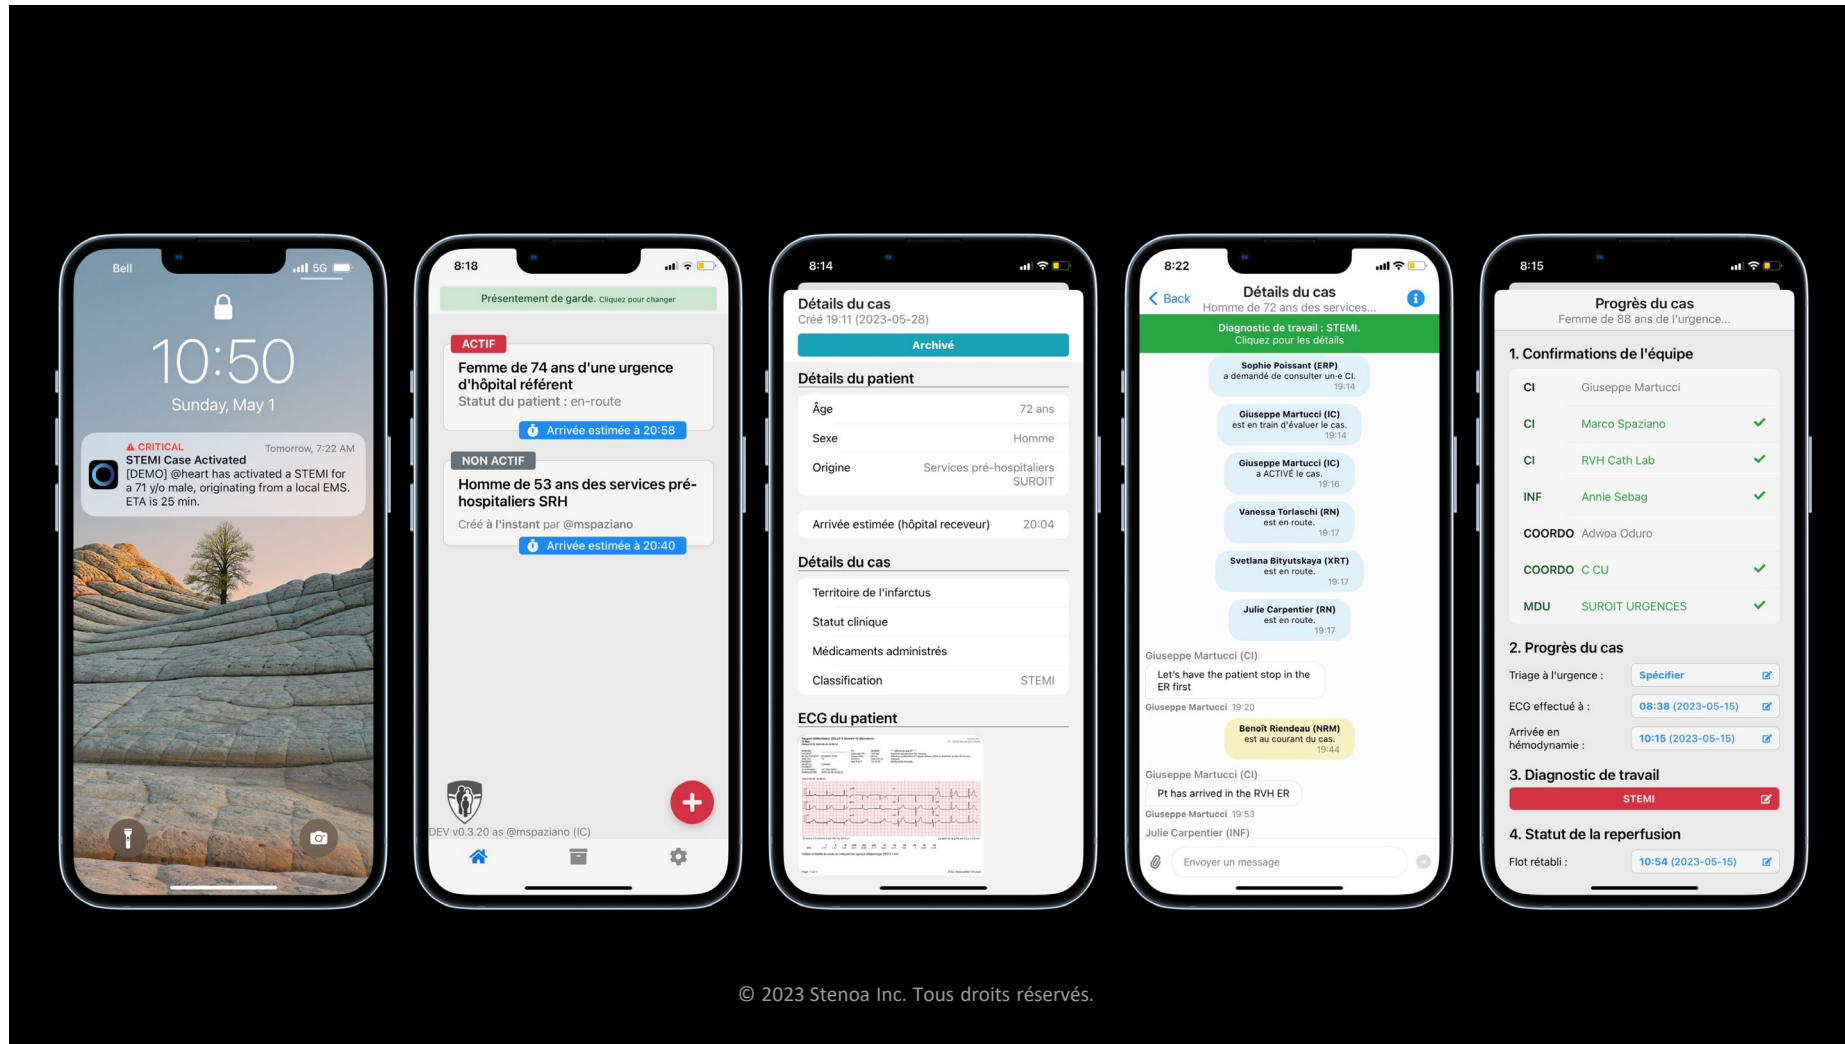 Bell
5G
10:50
Sunday, May 1
CRITICAL
Tomorrow, 7:22 AM
STEMI Case Activated
[DEMO] @heart has activated a STEMI for
a 71 y/o male, originating from a local EMS.
ETA is 25 min.
8:18
Présentement de garde. Cliquez pour changer
ACTIF
Femme de 74 ans d'une urgence
d'hôpital référent
Statut du patient : en-route
Arrivée estimée à 20:58
NON ACTIF
Homme de 53 ans des services pré-
hospitaliers SRH
Créé à l'instant par @mspaziano
Arrivée estimée à 20:40
DEV v0.3.20 as @mspaziano (IC)
8:14
Détails du cas
Créé 19:11 (2023-05-28)
Archivé
Détails du patient
Âge 72 ans
Sexe Homme
Origine Services pré-hospitaliers
SUROIT
Arrivée estimée (hôpital receveur) 20:04
Détails du cas
Territoire de l'infarctus
Statut clinique
Médicaments administrés
Classification STEMI
ECG du patient
8:22
Back
Détails du cas
Homme de 72 ans des services...
Diagnostic de travail : STEMI.
Cliquez pour les détails
Sophie Poissant (ERP)
a demandé de consulter un·e CI.
19:14
Giuseppe Martucci (IC)
est en train d'évaluer le cas.
19:14
Giuseppe Martucci (IC)
a ACTIVÉ le cas.
19:16
Vanessa Torlaschi (RN)
est en route.
19:17
Svetlana Bityutskaya (XRT)
est en route.
19:17
Julie Carpentier (RN)
est en route.
19:17
Giuseppe Martucci (CI)
Let's have the patient stop in the
ER first
Giuseppe Martucci 19:20
Benoît Riendeau (NRM)
est au courant du cas.
19:44
Giuseppe Martucci (CI)
Pt has arrived in the RVH ER
Giuseppe Martucci 19:53
Julie Carpentier (INF)
Envoyer un message
8:15
Progrès du cas
Femme de 88 ans de l'urgence...
1. Confirmations de l'équipe
CI Giuseppe Martucci
CI Marco Spaziano
CI RVH Cath Lab
INF Annie Sebag
COORDO Adwoa Oduro
COORDO C CU
MDU SUROIT URGENCES
2. Progrès du cas
Triage à l'urgence : Spécifier
ECG effectué à : 08:38 (2023-05-15)
Arrivée en
hémodynamie : 10:15 (2023-05-15)
3. Diagnostic de travail
STEMI
4. Statut de la reperfusion
Flot rétabli : 10:54 (2023-05-15)
© 2023 Stenoa Inc. Tous droits réservés.